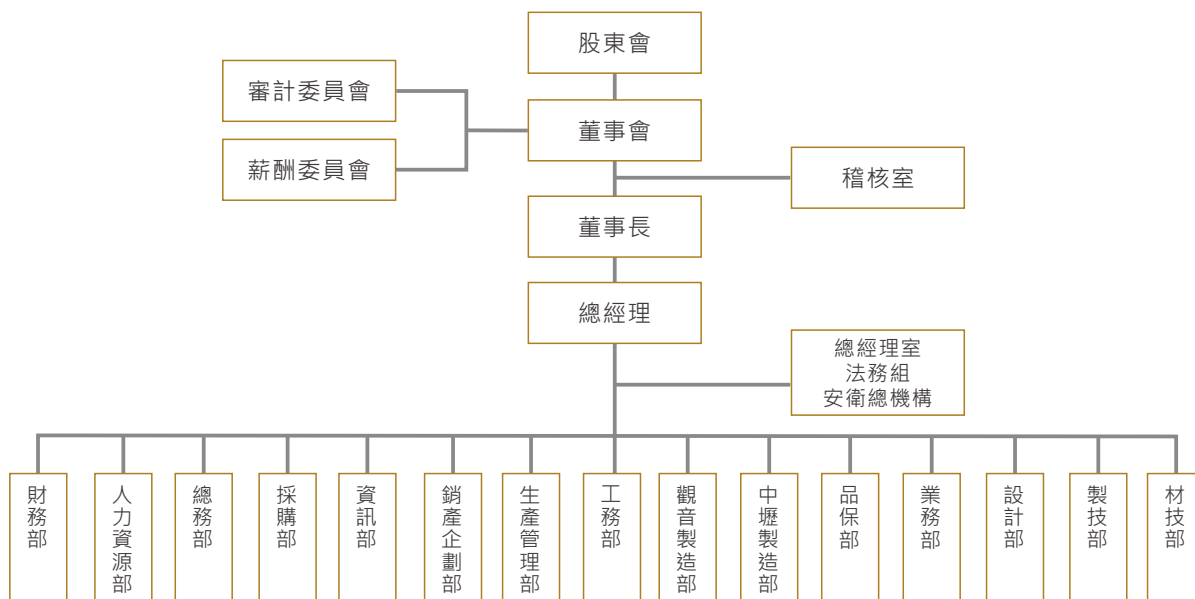 股東會
審計委員會
董事會
薪酬委員會
稽核室
董事長
總經理
總經理室
法務組
安衛總機構
財務部
人力資源部
總務部
採購部
資訊部
銷產企劃部
生產管理部
工務部
觀音製造部
中壢製造部
品保部
業務部
設計部
製技部
材技部